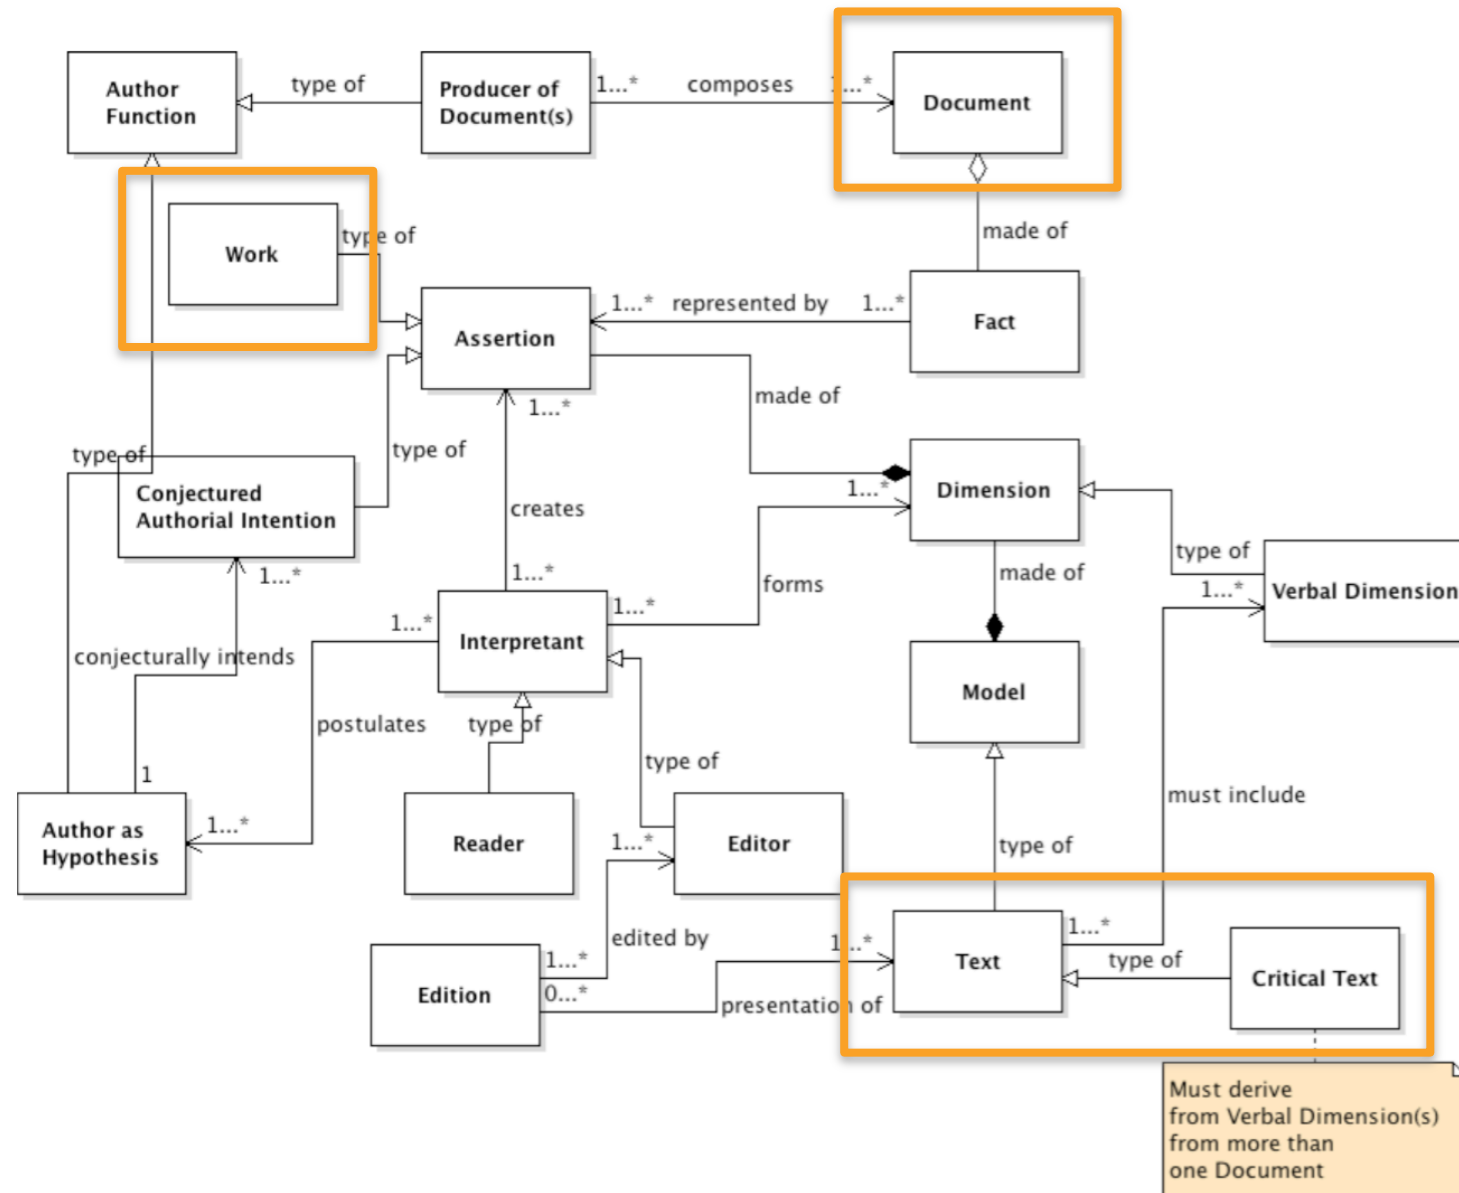 Author
Function
type of
Producer of
Document(s)
1...*
composes
1...*
Document
made of
Work
type of
Assertion
1...*
represented by
1...*
Fact
made of
1...*
type of
type of
Conjectured
Authorial Intention
1...*
creates
1...*
Dimension
1...*
type of
made of
forms
1...*
Verbal Dimension
1...*
1...*
Interpretant
conjecturally intends
postulates
type of
Model
type of
1
must include
Author as
Hypothesis
1...*
Reader
1...*
Editor
type of
edited by
1...*
1...*
Text
type of
Critical Text
Edition
1...*
0...*
presentation of
Must derive
from Verbal Dimension(s)
from more than
one Document